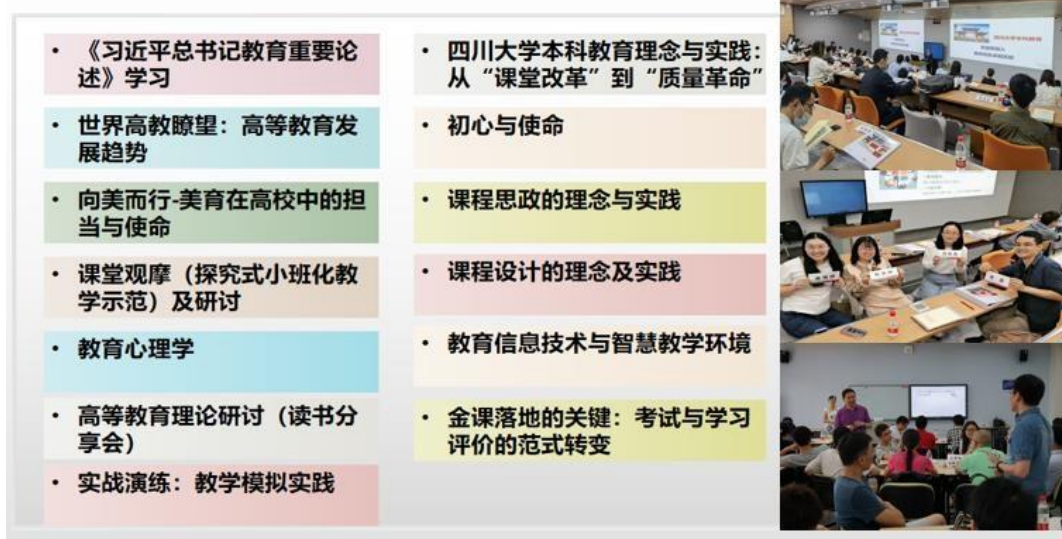 • 《习近平总书记教育重要论
述》学习
• 世界高教瞭望：高等教育发
展趋势
• 向美而行-美育在高校中的担
当与使命
• 课堂观摩（探究式小班化教
学示范）及研讨
• 教育心理学
• 高等教育理论研讨（读书分
享会）
• 实战演练：教学模拟实践
• 四川大学本科教育理念与实践：
从“课堂改革”到“质量革命”
• 初心与使命
• 课程思政的理念与实践
• 课程设计的理念及实践
• 教育信息技术与智慧教学环境
• 金课落地的关键：考试与学习
评价的范式转变